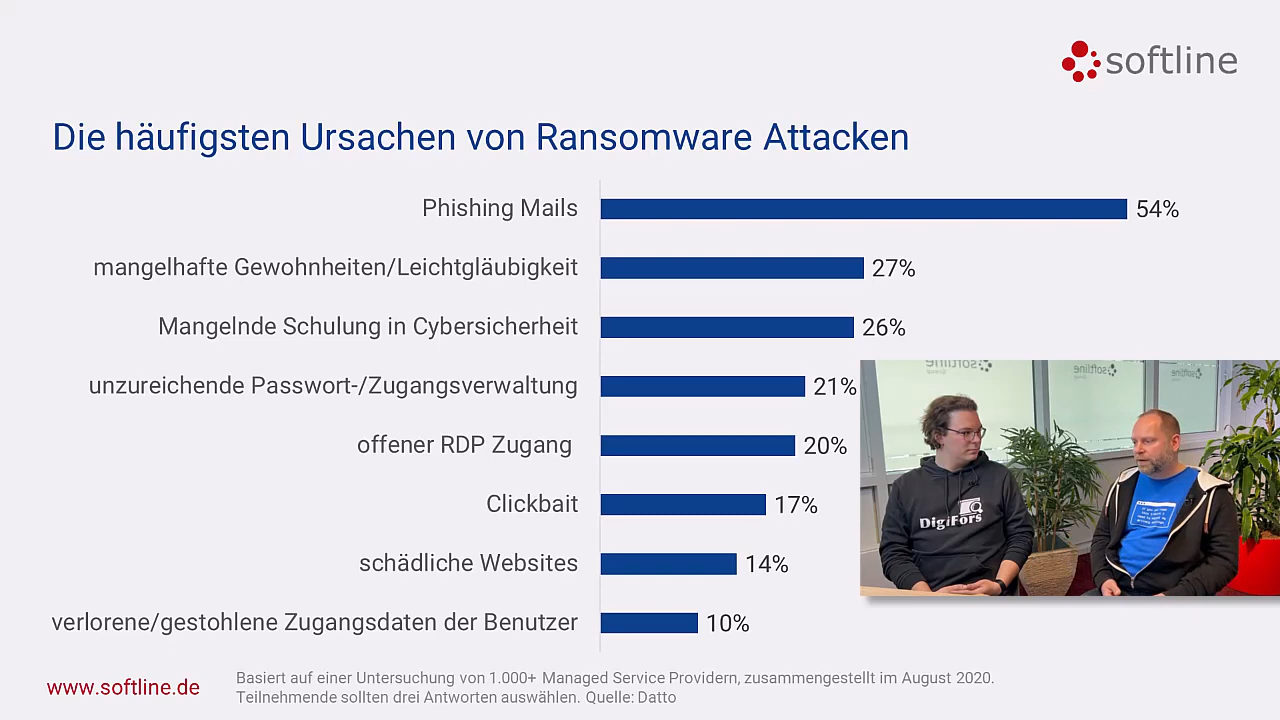 softline
Die häufigsten Ursachen von Ransomware Attacken
Phishing Mails 54%
mangelhafte Gewohnheiten/Leichtgläubigkeit 27%
Mangelnde Schulung in Cybersicherheit 26%
unzureichende Passwort-/Zugangsverwaltung 21%
offener RDP Zugang 20%
Clickbait 17%
schädliche Websites 14%
verlorene/gestohlene Zugangsdaten der Benutzer 10%
softline
softline
softline
DigiFors
www.softline.de
Basiert auf einer Untersuchung von 1.000+ Managed Service Providern, zusammengestellt im August 2020.
Teilnehmende sollten drei Antworten auswählen. Quelle: Datto